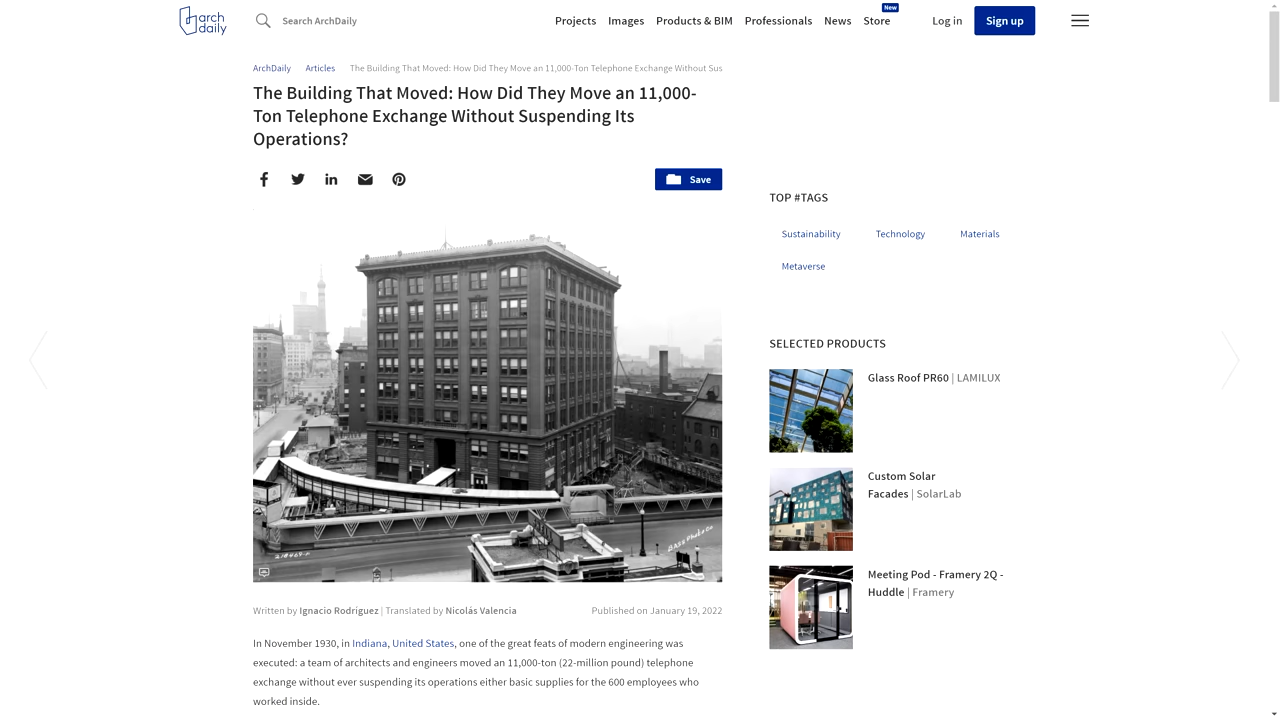 arch
daily
Search ArchDaily
Projects Images Products & BIM Professionals News Store New Log in Sign up
ArchDaily Articles The Building That Moved: How Did They Move an 11,000-Ton Telephone Exchange Without Sus
The Building That Moved: How Did They Move an 11,000-
Ton Telephone Exchange Without Suspending Its
Operations?
Save
218469-F
Bass Photo Co
Written by Ignacio Rodriguez | Translated by Nicolás Valencia
Published on January 19, 2022
In November 1930, in Indiana, United States, one of the great feats of modern engineering was
executed: a team of architects and engineers moved an 11,000-ton (22-million pound) telephone
exchange without ever suspending its operations either basic supplies for the 600 employees who
worked inside.
TOP #TAGS
Sustainability Technology Materials
Metaverse
SELECTED PRODUCTS
Glass Roof PR60 | LAMILUX
Custom Solar
Facades | SolarLab
Meeting Pod - Framery 2Q -
Huddle | Framery